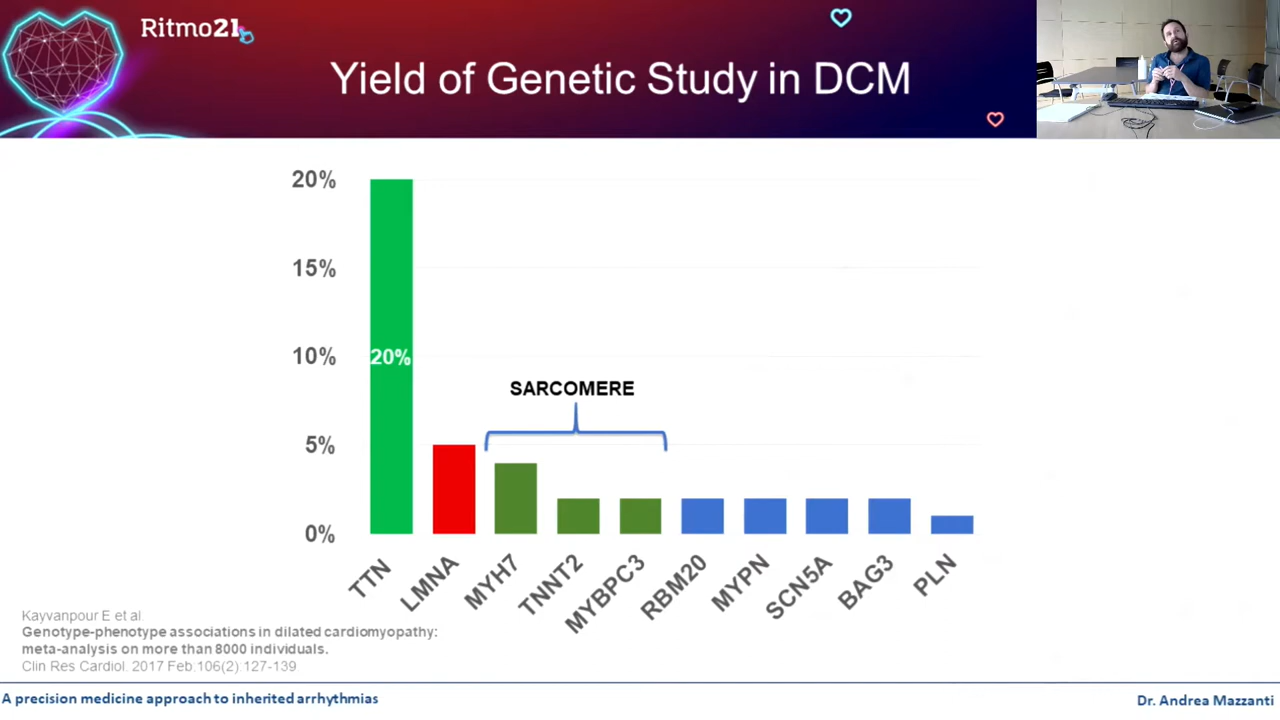 Ritmo21
Yield of Genetic Study in DCM
20%
15%
10%
5%
0%
20%
SARCOMERE
TTN
LMNA
MYH7
TNNT2
MYBPC3
RBM20
MYPN
SCN5A
BAG3
PLN
Kayvanpour E et al
Genotype-phenotype associations in dilated cardiomyopathy:
meta-analysis on more than 8000 individuals.
Clin Res Cardiol. 2017 Feb;106(2):127-139
A precision medicine approach to inherited arrhythmias
Dr. Andrea Mazzanti